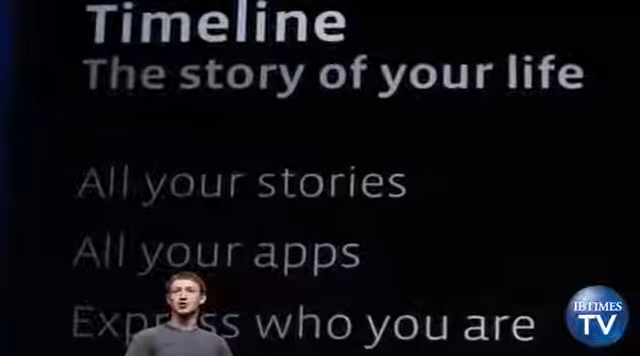 Timeline
The story of your life
All your stories
All your apps
Express who you are
IBTIMES
TV